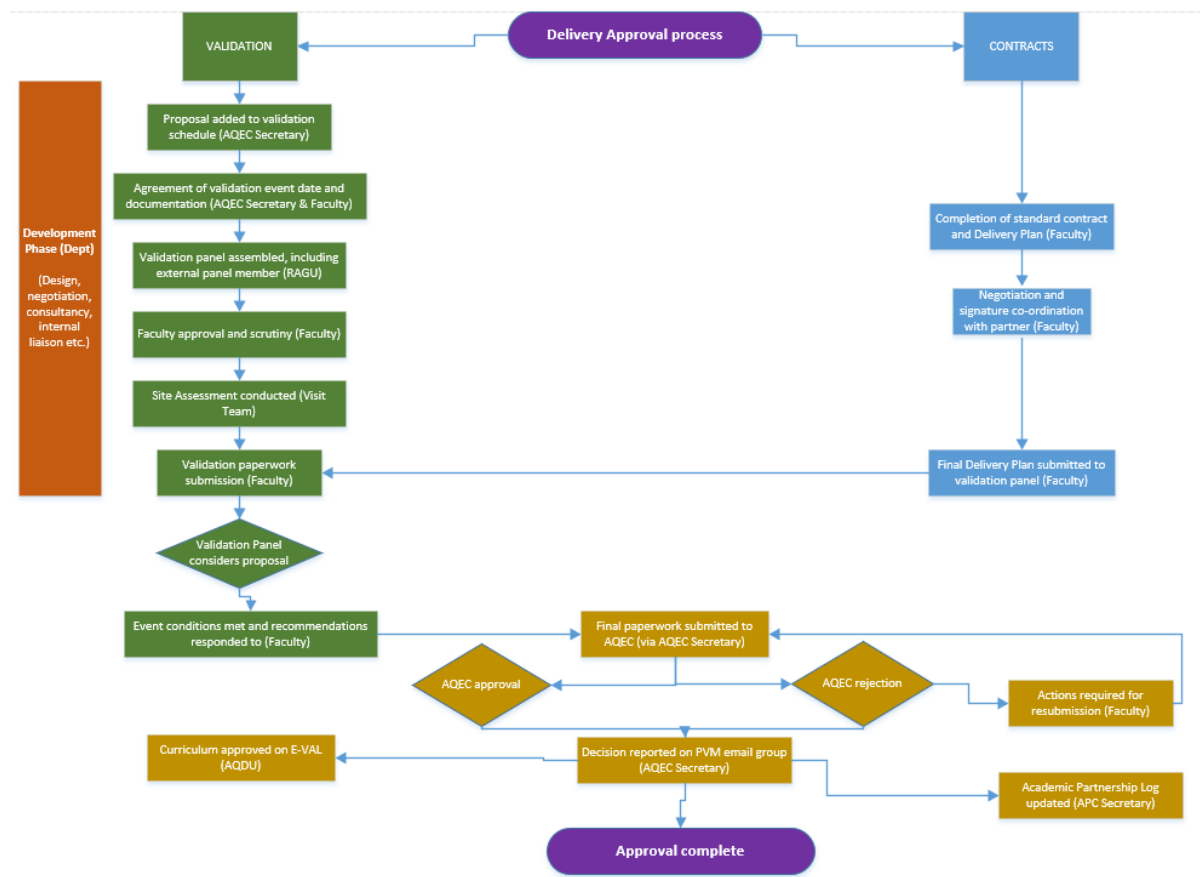 Delivery Approval process
VALIDATION
CONTRACTS
Development
Phase (Dept)
(Design,
negotiation,
consultancy,
internal
liaison etc.)
Proposal added to validation
schedule (AQEC Secretary)
Agreement of validation event date and
documentation (AQEC Secretary & Faculty)
Validation panel assembled, including
external panel member (RAGU)
Faculty approval and scrutiny (Faculty)
Site Assessment conducted (Visit
Team)
Validation paperwork
submission (Faculty)
Completion of standard contract
and Delivery Plan (Faculty)
Negotiation and
signature co-ordination
with partner (Faculty)
Final Delivery Plan submitted to
validation panel (Faculty)
Validation Panel
considers proposal
Event conditions met and recommendations
responded to (Faculty)
Final paperwork submitted to
AQEC (via AQEC Secretary)
AQEC approval
AQEC rejection
Actions required for
resubmission (Faculty)
Curriculum approved on E-VAL
(AQDU)
Decision reported on PVM email group
(AQEC Secretary)
Academic Partnership Log
updated (APC Secretary)
Approval complete